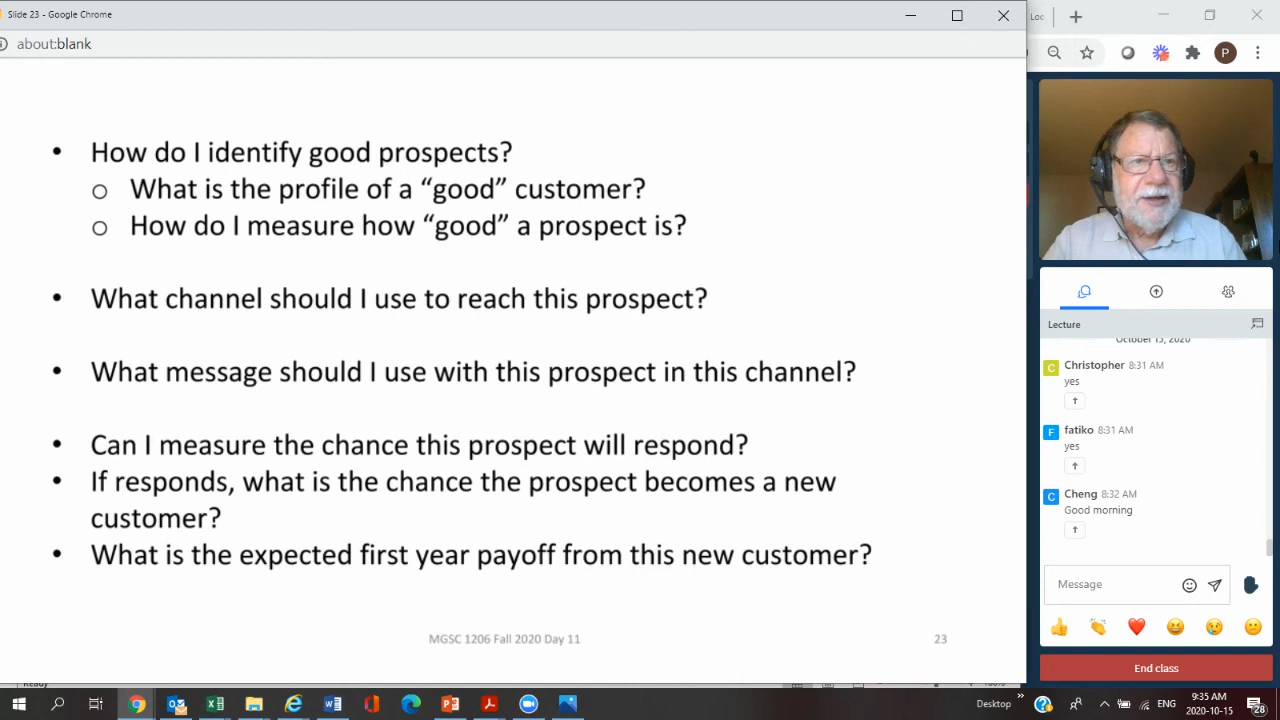 Slide 23 - Google Chrome
about:blank
• How do I identify good prospects?
o What is the profile of a “good” customer?
o How do I measure how “good” a prospect is?
• What channel should I use to reach this prospect?
• What message should I use with this prospect in this channel?
• Can I measure the chance this prospect will respond?
• If responds, what is the chance the prospect becomes a new
customer?
• What is the expected first year payoff from this new customer?
MGSC 1206 Fall 2020 Day 11
23
Loc
P
Lecture
October 15, 2020
C Christopher 8:31 AM
yes
F fatiko 8:31 AM
yes
C Cheng 8:32 AM
Good morning
Message
End class
Ready
Desktop
9:35 AM
2020-10-15
28